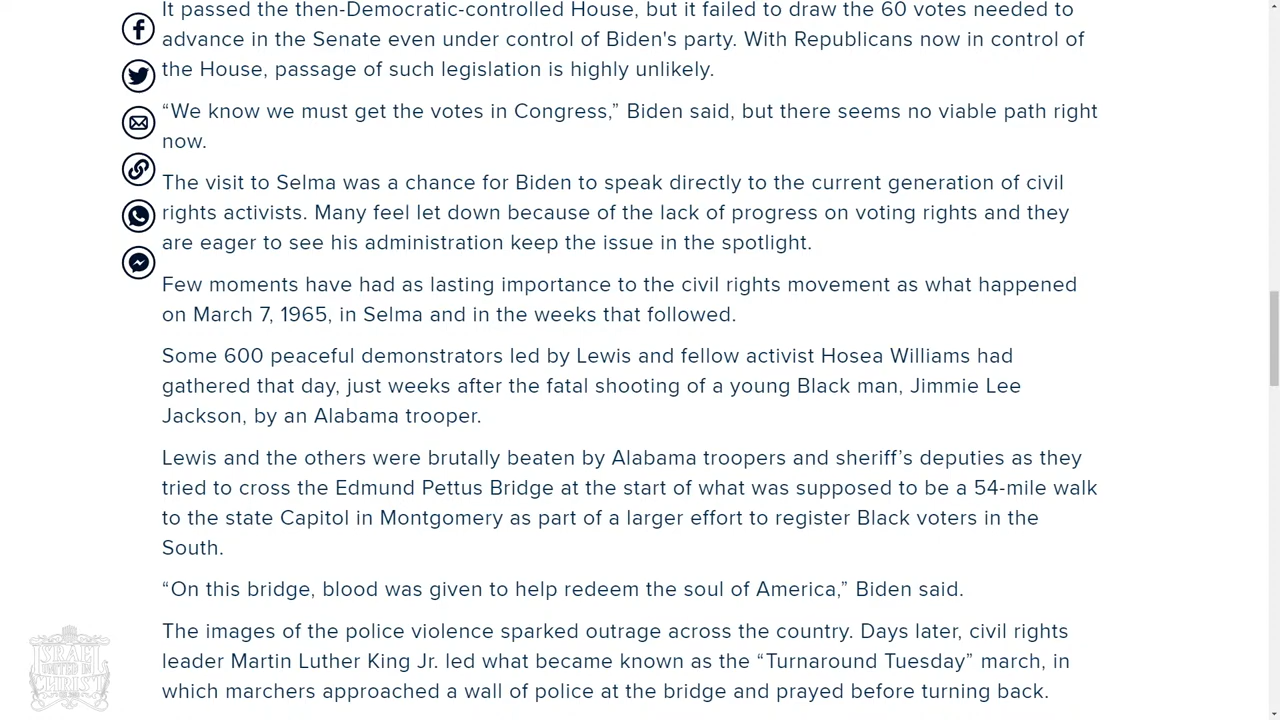 It passed the then-Democratic-controlled House, but it failed to draw the 60 votes needed to
advance in the Senate even under control of Biden's party. With Republicans now in control of
the House, passage of such legislation is highly unlikely.
“We know we must get the votes in Congress,” Biden said, but there seems no viable path right
now.
The visit to Selma was a chance for Biden to speak directly to the current generation of civil
rights activists. Many feel let down because of the lack of progress on voting rights and they
are eager to see his administration keep the issue in the spotlight.
Few moments have had as lasting importance to the civil rights movement as what happened
on March 7, 1965, in Selma and in the weeks that followed.
Some 600 peaceful demonstrators led by Lewis and fellow activist Hosea Williams had
gathered that day, just weeks after the fatal shooting of a young Black man, Jimmie Lee
Jackson, by an Alabama trooper.
Lewis and the others were brutally beaten by Alabama troopers and sheriff’s deputies as they
tried to cross the Edmund Pettus Bridge at the start of what was supposed to be a 54-mile walk
to the state Capitol in Montgomery as part of a larger effort to register Black voters in the
South.
“On this bridge, blood was given to help redeem the soul of America,” Biden said.
The images of the police violence sparked outrage across the country. Days later, civil rights
leader Martin Luther King Jr. led what became known as the “Turnaround Tuesday” march, in
which marchers approached a wall of police at the bridge and prayed before turning back.
ISRAEL
UNITED IN
CHRIST